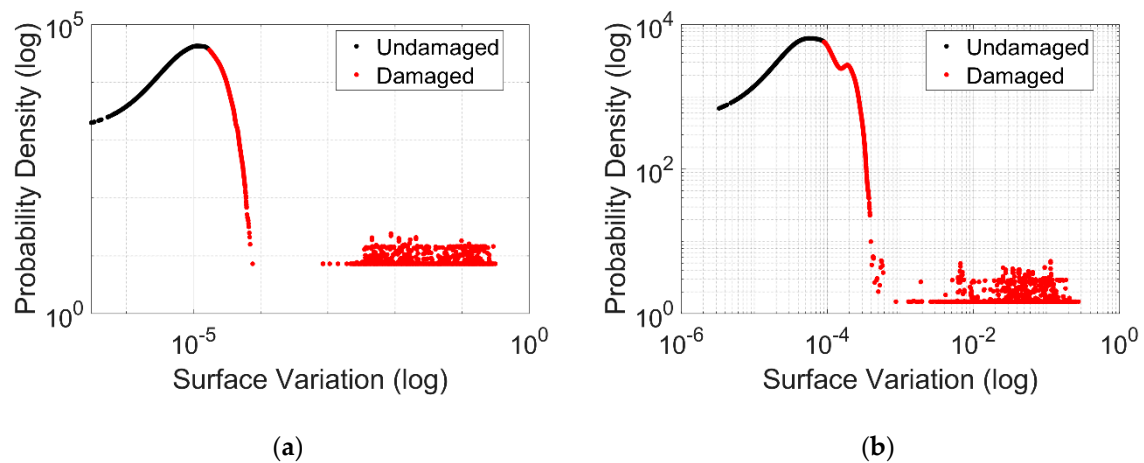 10^5
Undamaged
Damaged
Probability Density (log)
10^0
10^-5
10^0
Surface Variation (log)
(a)
10^4
Undamaged
Damaged
Probability Density (log)
10^2
10^0
10^-6
10^-4
10^-2
10^0
Surface Variation (log)
(b)